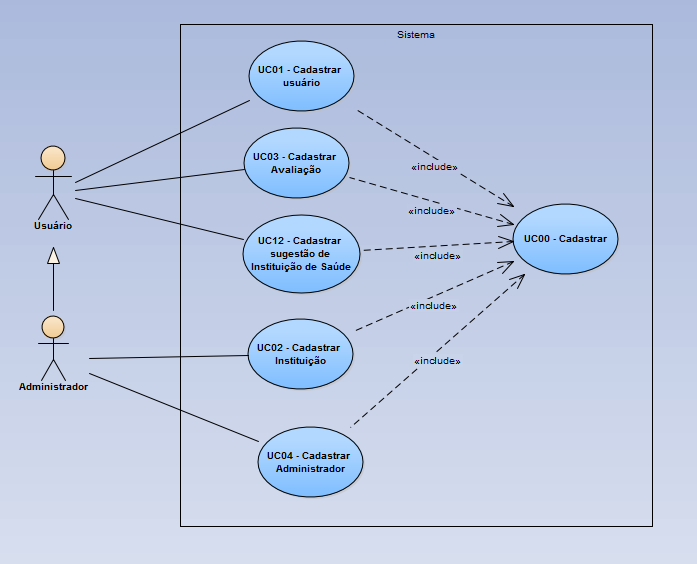 Sistema
UC01 - Cadastrar
usuário
UC03 - Cadastrar
Avaliação
UC12 - Cadastrar
sugestão de
Instituição de Saúde
UC02 - Cadastrar
Instituição
UC04 - Cadastrar
Administrador
UC00 - Cadastrar
«include»
«include»
«include»
«include»
«include»
Usuário
Administrador